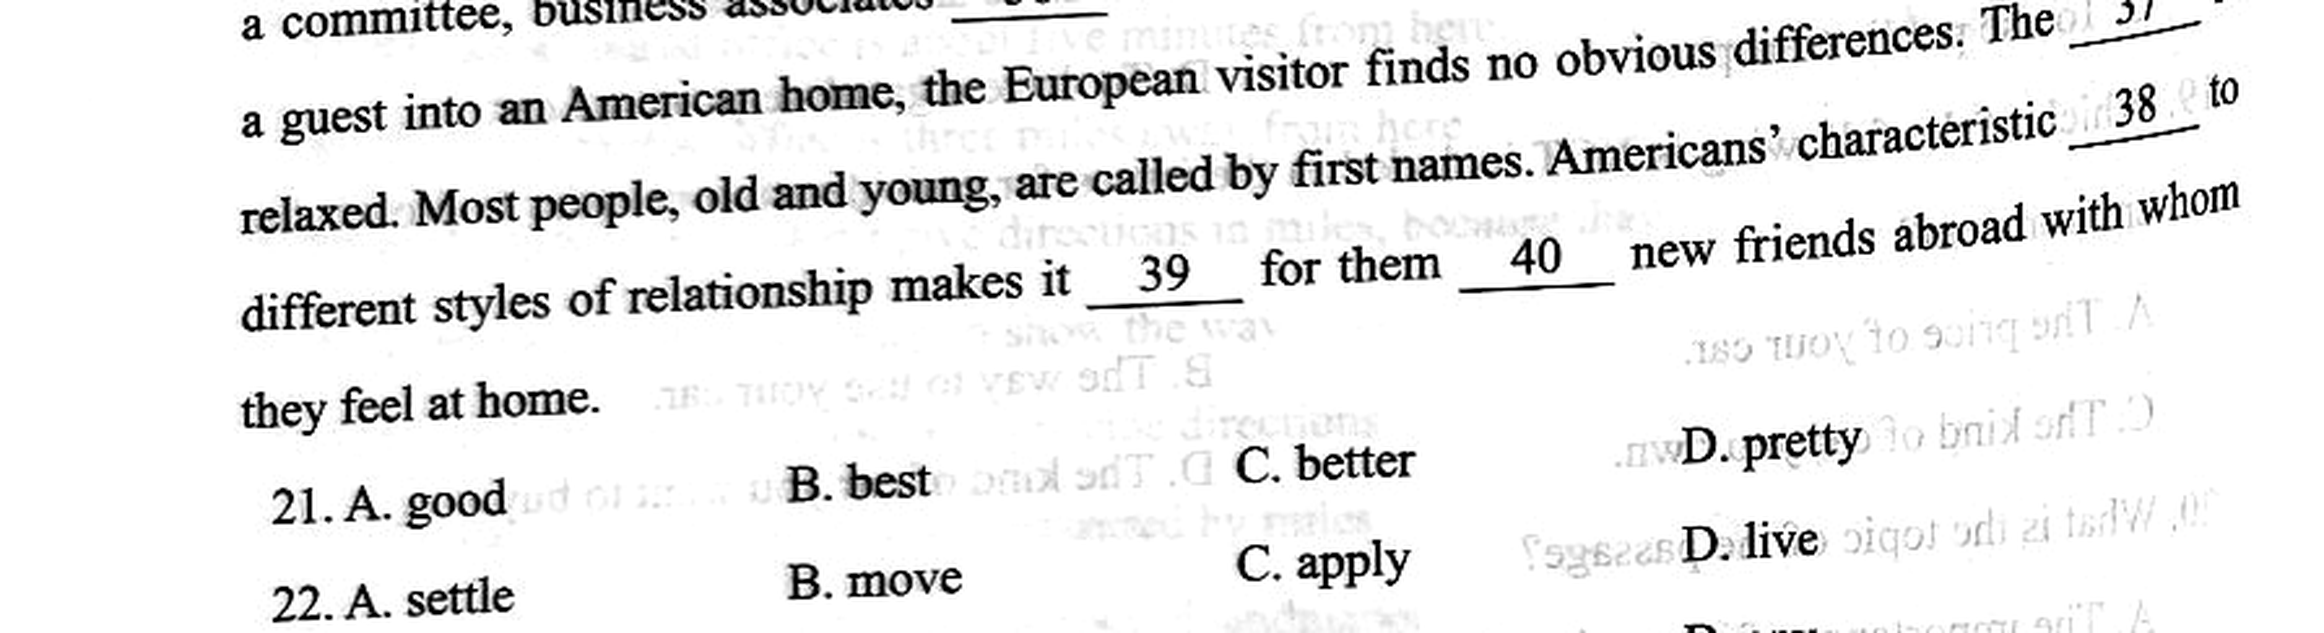 a committee, business associates
a guest into an American home, the European visitor finds no obvious differences. The 37
relaxed. Most people, old and young, are called by first names. Americans' characteristic 38 to
different styles of relationship makes it 39 for them 40 new friends abroad with whom
they feel at home.
21. A. good B. best C. better D. pretty
22. A. settle B. move C. apply D. live